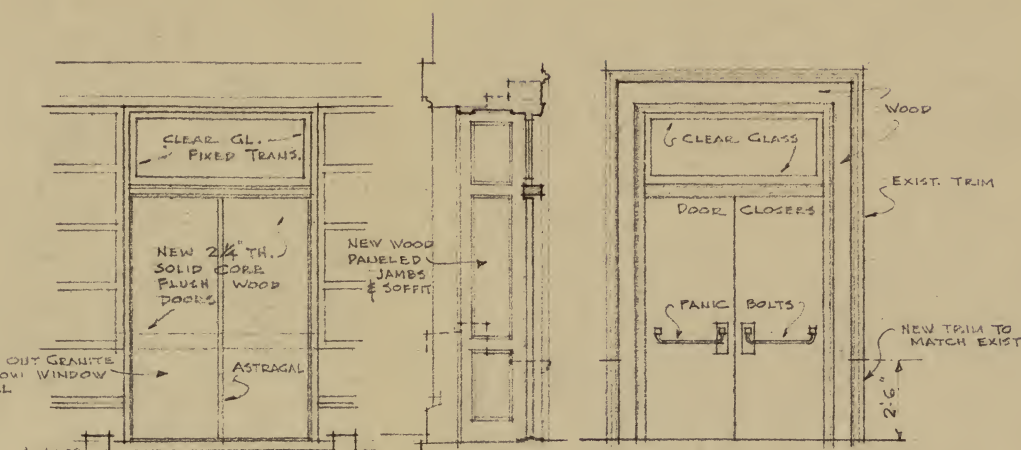 CLEAR GL.
FIXED TRANS.
NEW 2¼" TH.
SOLID CORE
FLUSH WOOD
DOORS
OUT GRANITE
WINDOW
ASTRAGAL
NEW WOOD
PANELED
JAMBS
& SOFFIT
CLEAR GLASS
DOOR CLOSERS
PANIC BOLTS
WOOD
EXIST. TRIM
NEW TRIM TO
MATCH EXIST
2'-6"